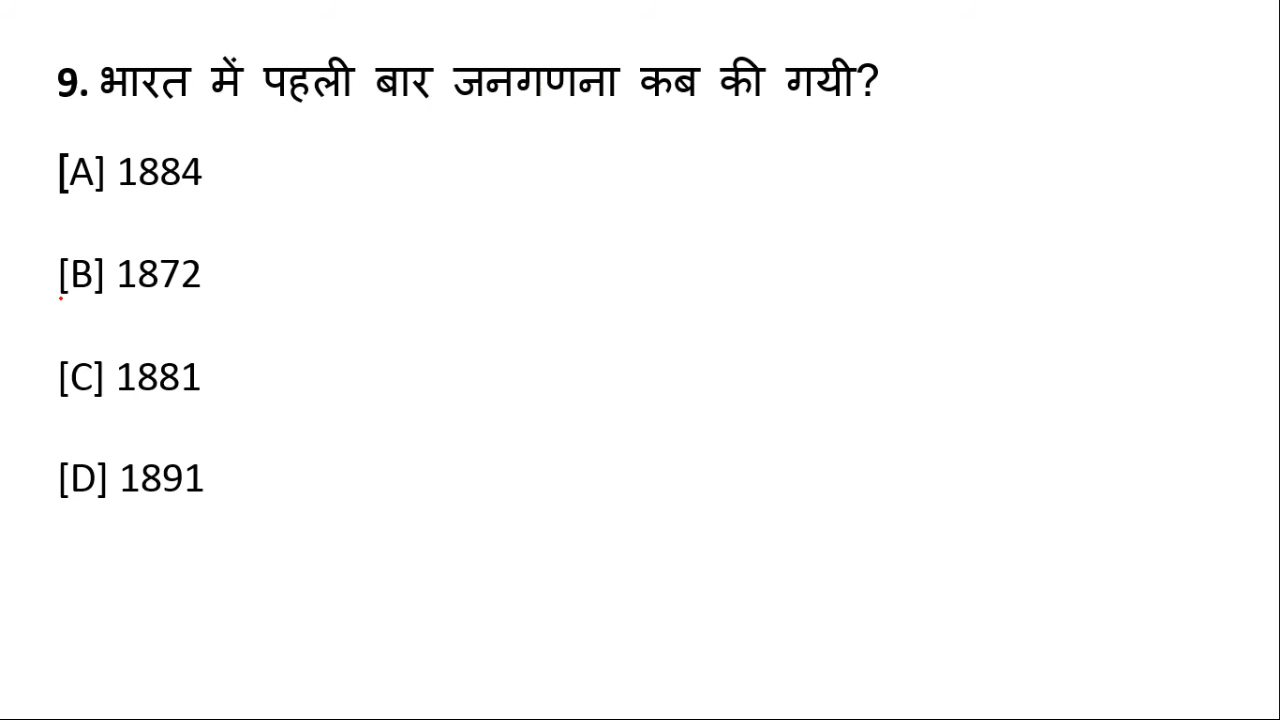 9. भारत में पहली बार जनगणना कब की गयी?
[A] 1884
[B] 1872
[C] 1881
[D] 1891